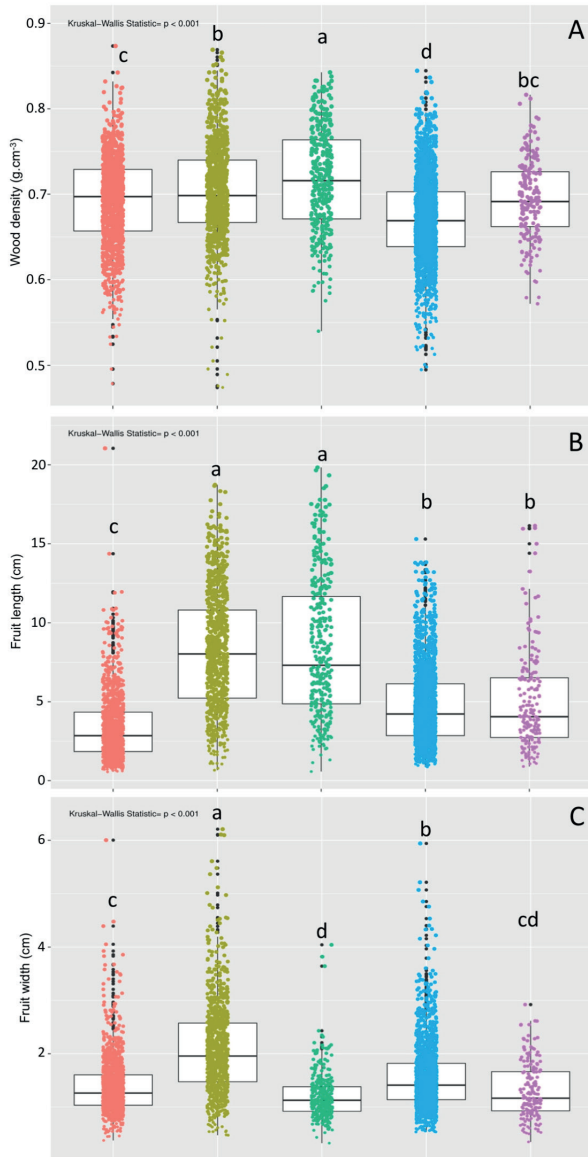 Kruskal-Wallis Statistic= p < 0.001
A
c
b
a
d
bc
0.9
0.8
0.7
0.6
0.5
Woood density (g.cm⁻³)
Kruskal-Wallis Statistic= p < 0.001
B
c
a
a
b
b
20
15
10
5
0
Fruit length (cm)
Kruskal-Wallis Statistic= p < 0.001
C
c
a
d
b
cd
6
4
2
Fruit width (cm)